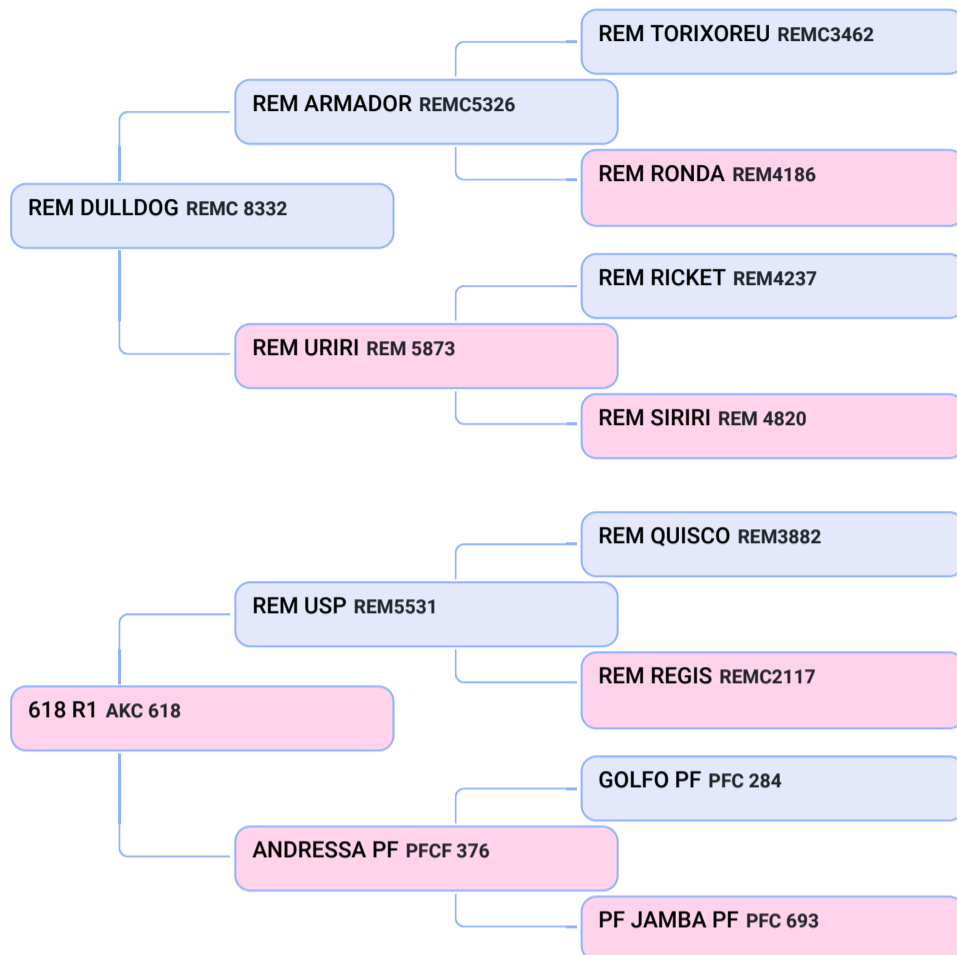 REM TORIXOREU REMC3462
REM ARMADOR REMC5326
REM RONDA REM4186
REM DULLDOG REMC 8332
REM RICKET REM4237
REM URIRI REM 5873
REM SIRIRI REM 4820
REM QUISCO REM3882
REM USP REM5531
REM REGIS REMC2117
618 R1 AKC 618
GOLFO PF PFC 284
ANDRESSA PF PFCF 376
PF JAMBA PF PFC 693